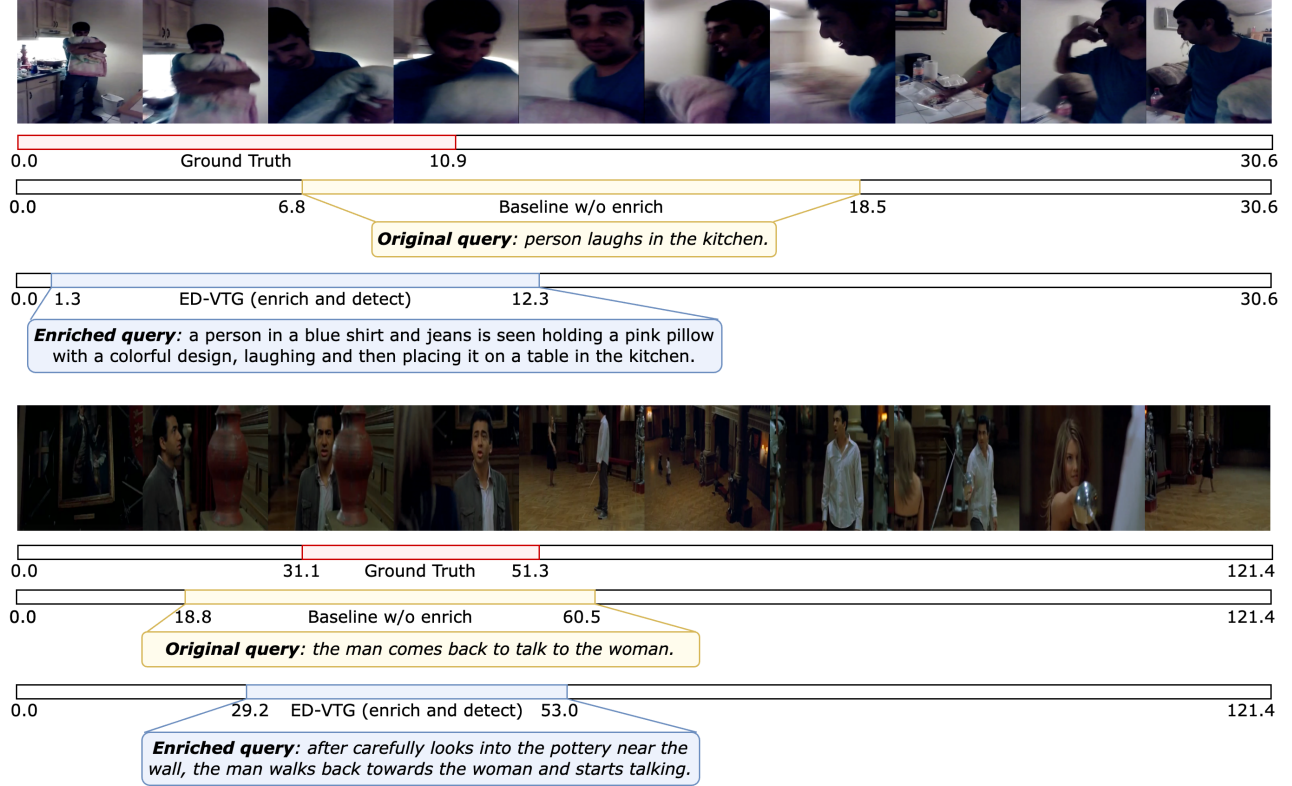 0.0 Ground Truth 10.9 30.6
0.0 6.8 Baseline w/o enrich 18.5 30.6
Original query: person laughs in the kitchen.
0.0 1.3 ED-VTG (enrich and detect) 12.3 30.6
Enriched query: a person in a blue shirt and jeans is seen holding a pink pillow
with a colorful design, laughing and then placing it on a table in the kitchen.
0.0 31.1 Ground Truth 51.3 121.4
0.0 18.8 Baseline w/o enrich 60.5 121.4
Original query: the man comes back to talk to the woman.
0.0 29.2 ED-VTG (enrich and detect) 53.0 121.4
Enriched query: after carefully looks into the pottery near the
wall, the man walks back towards the woman and starts talking.